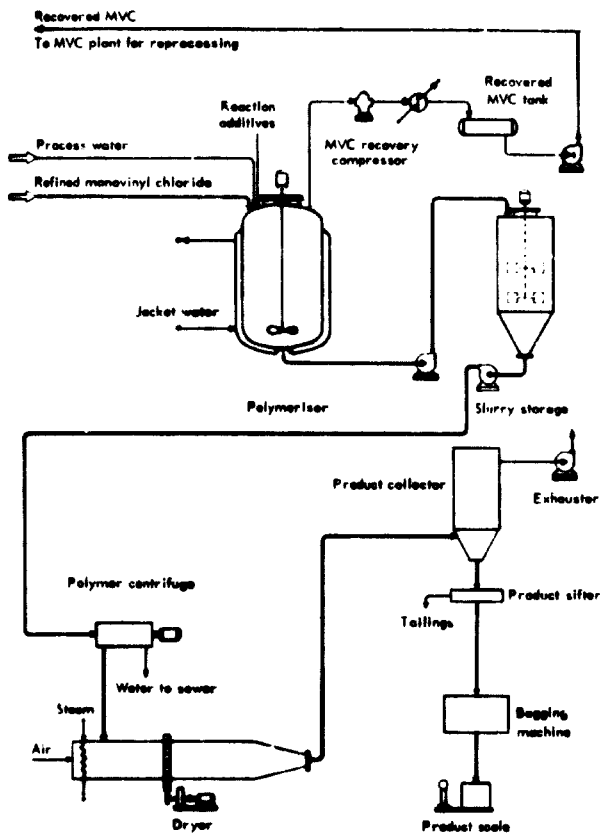 Recovered MVC
To MVC plant for reprocessing
Recovered
MVC tank
Reaction
additives
MVC recovery
compressor
Process water
Refined monovinyl chloride
Jacket water
Polymeriser
Slurry storage
Product collector
Exhauster
Polymer centrifuge
Product sifter
Tailings
Water to sewer
Steam
Bagging
machine
Air
Dryer
Product scale